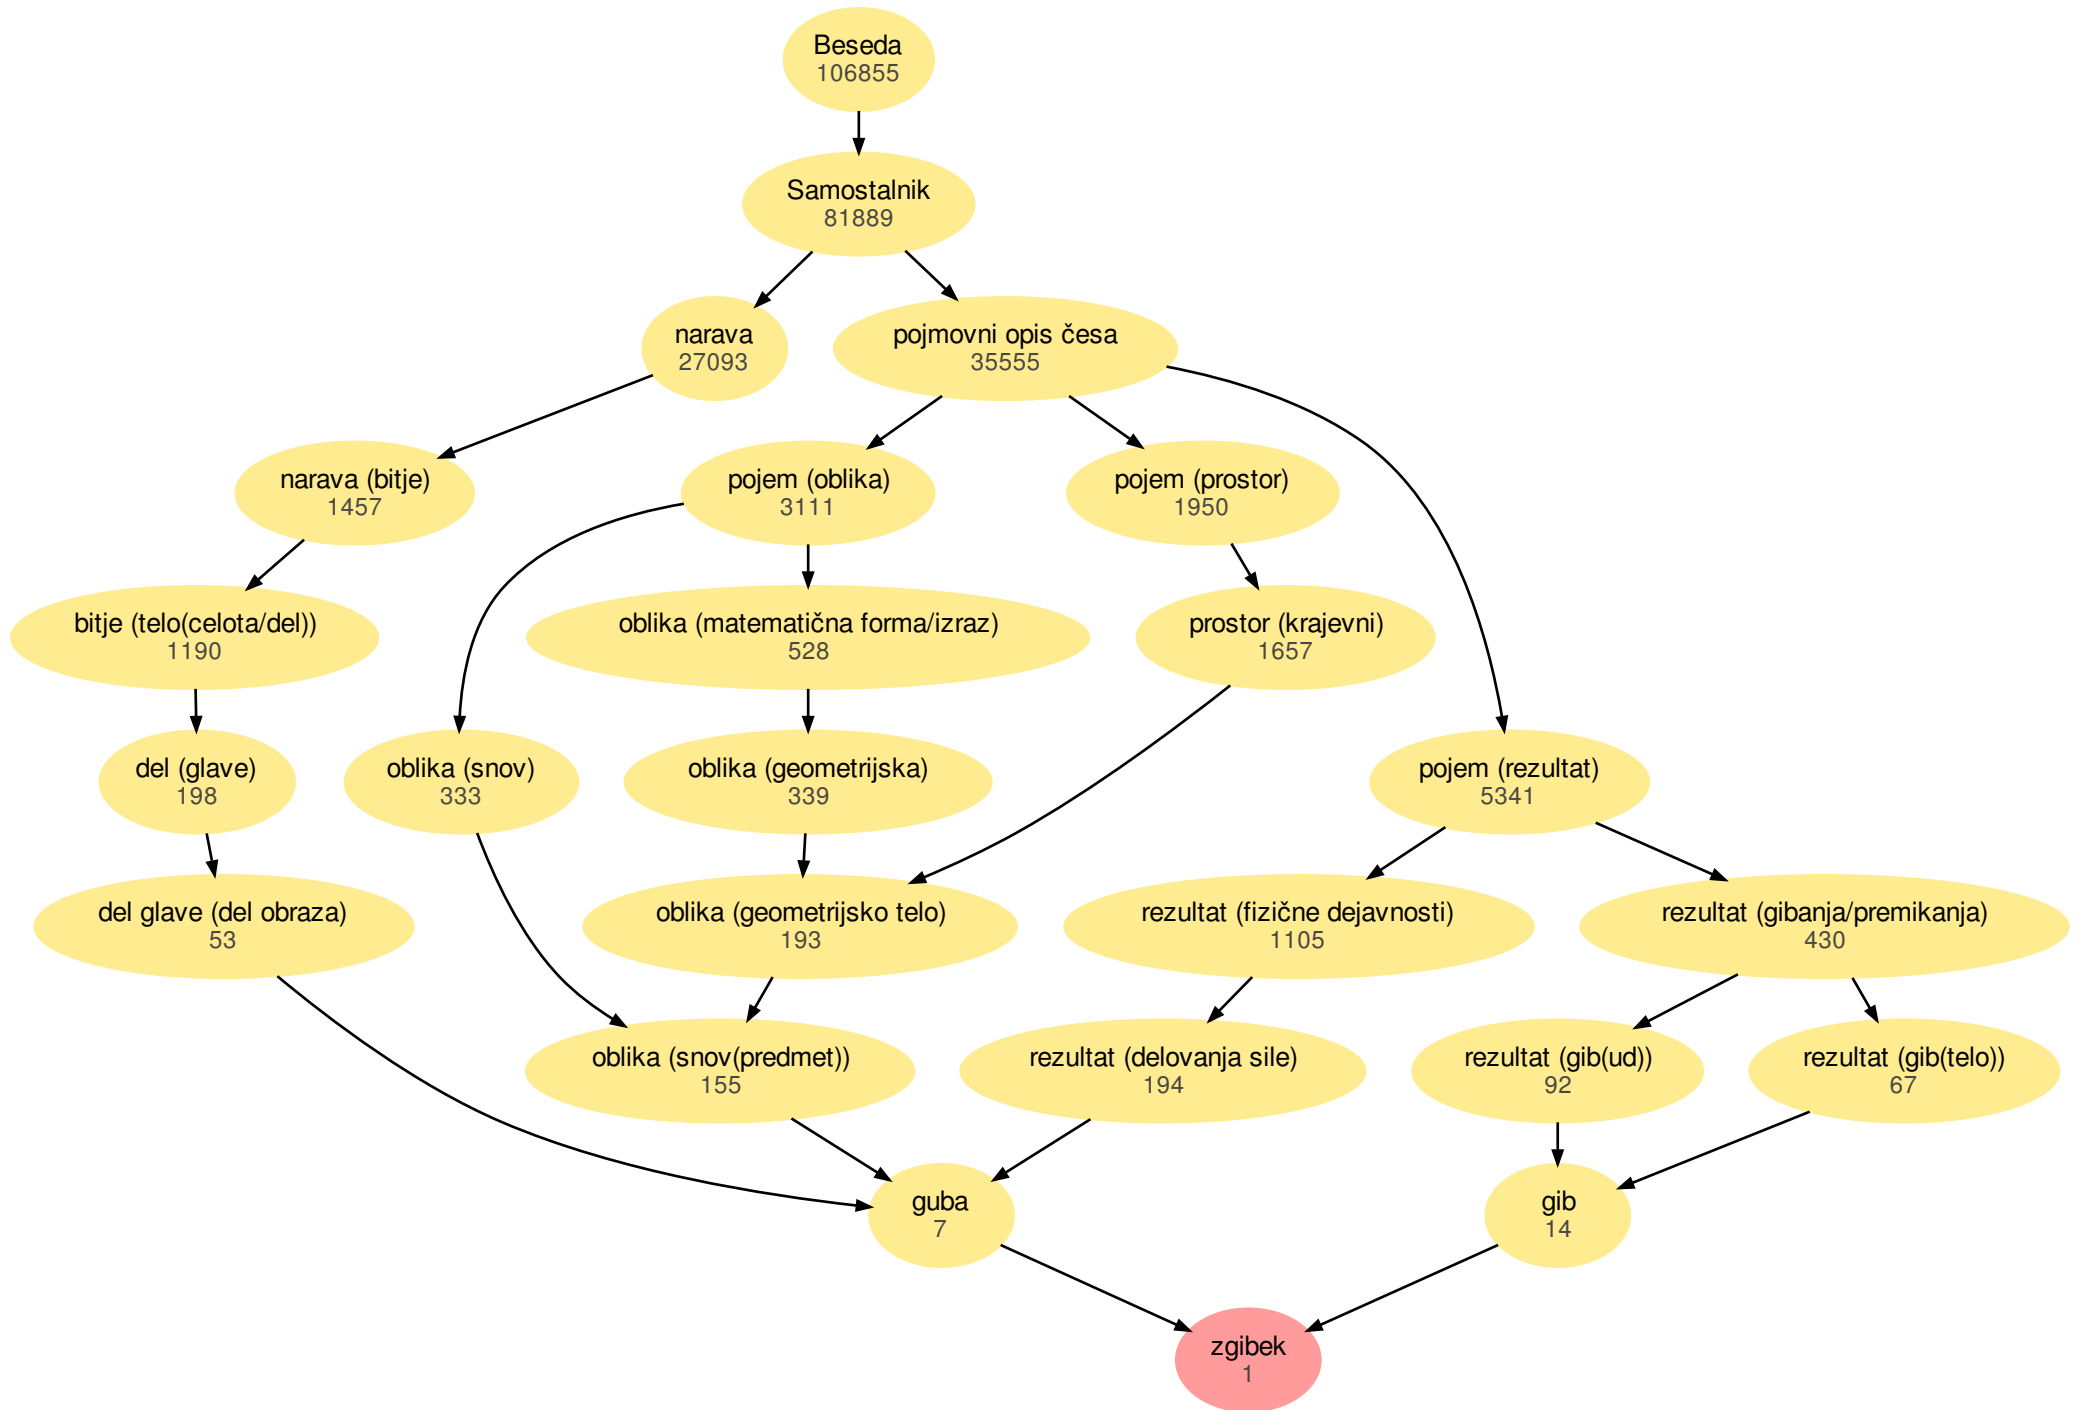 Beseda
106855
Samostalnik
81889
narava
27093
pojmovni opis česa
35555
narava (bitje)
1457
pojem (oblika)
3111
pojem (prostor)
1950
bitje (telo(celota/del))
1190
oblika (matematična forma/izraz)
528
prostor (krajevni)
1657
del (glave)
198
oblika (snov)
333
oblika (geometrijska)
339
pojem (rezultat)
5341
del glave (del obraza)
53
oblika (geometrijsko telo)
193
rezultat (fizične dejavnosti)
1105
rezultat (gibanja/premikanja)
430
oblika (snov(predmet))
155
rezultat (delovanja sile)
194
rezultat (gib(ud))
92
rezultat (gib(telo))
67
guba
7
gib
14
zgibek
1